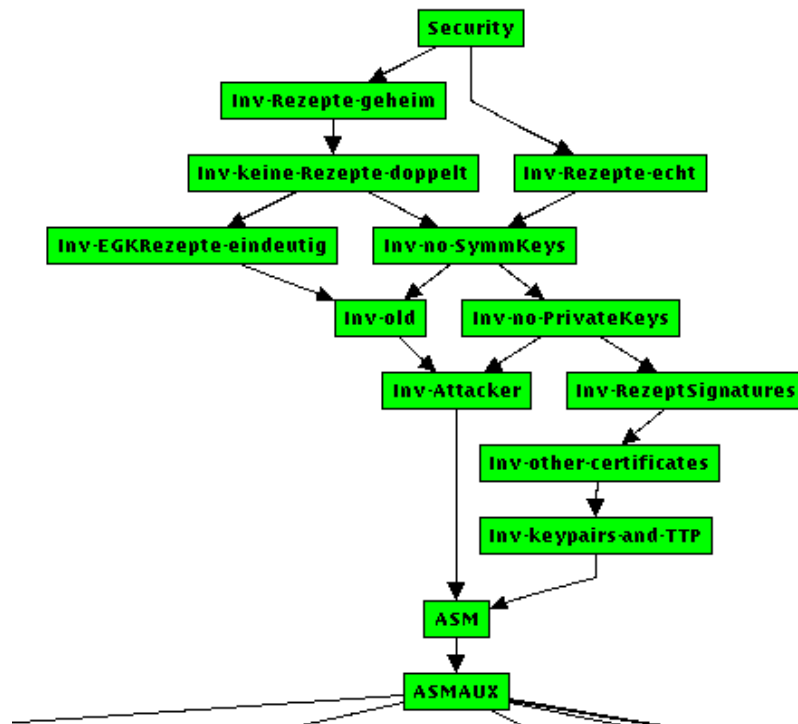 Security
Inv-Rezepte-geheim
Inv-keine-Rezepte-doppelt
Inv-Rezepte-echt
Inv-EGKRezepte-eindeutig
Inv-no-SymmKeys
Inv-old
Inv-no-PrivateKeys
Inv-Attacker
Inv-RezeptSignatures
Inv-other-certificates
Inv-keypairs-and-TTP
ASM
ASMAUX